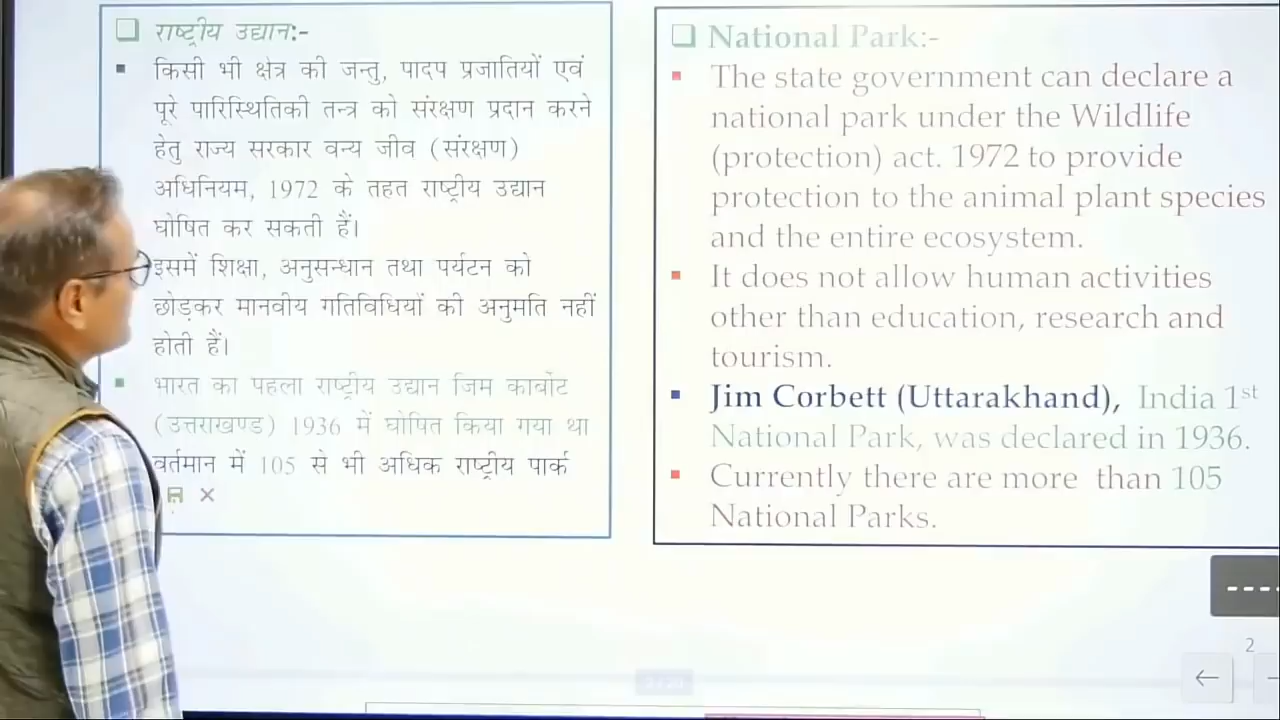 राष्ट्रीय उद्यान:-
किसी भी क्षेत्र की जन्तु, पादप प्रजातियों एवं
पूरे पारिस्थितिकी तन्त्र को संरक्षण प्रदान करने
हेतु राज्य सरकार वन्य जीव (संरक्षण)
अधिनियम, 1972 के तहत राष्ट्रीय उद्यान
घोषित कर सकती हैं।
इसमें शिक्षा, अनुसन्धान तथा पर्यटन को
छोड़कर मानवीय गतिविधियों की अनुमति नहीं
होती हैं।
भारत का पहला राष्ट्रीय उद्यान जिम कार्बेट
(उत्तराखण्ड) 1936 में घोषित किया गया था
वर्तमान में 105 से भी अधिक राष्ट्रीय पार्क
National Park:-
The state government can declare a
national park under the Wildlife
(protection) act. 1972 to provide
protection to the animal plant species
and the entire ecosystem.
It does not allow human activities
other than education, research and
tourism.
Jim Corbett (Uttarakhand), India 1st
National Park, was declared in 1936.
Currently there are more than 105
National Parks.
2